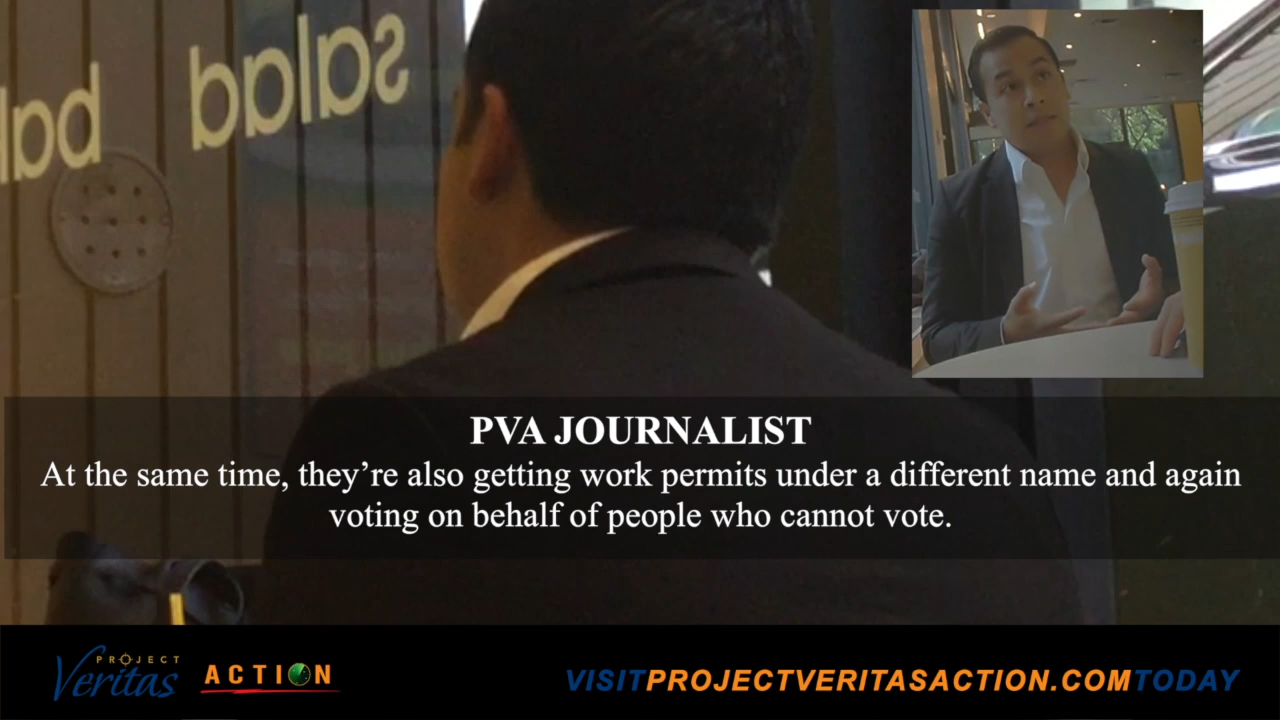 bal salad
PVA JOURNALIST
At the same time, they’re also getting work permits under a different name and again
voting on behalf of people who cannot vote.
PROJECT
Veritas ACTION
VISITPROJECTVERITASACTION.COMTODAY